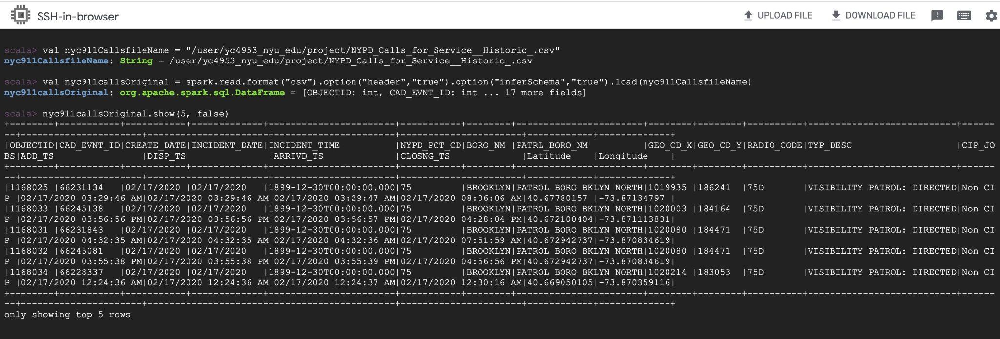 SSH-in-browser
UPLOAD FILE
DOWNLOAD FILE
scala> val nyc911CallsfileName = "/user/yc4953_nyu_edu/project/NYPD_Calls_for_Service__Historic_.csv"
nyc911CallsfileName: String = /user/yc4953_nyu_edu/project/NYPD_Calls_for_Service__Historic_.csv
scala> val nyc911callsOriginal = spark.read.format("csv").option("header","true").option("inferSchema","true").load(nyc911CallsfileName)
nyc911callsOriginal: org.apache.spark.sql.DataFrame = [OBJECTID: int, CAD_EVNT_ID: int ... 17 more fields]
scala> nyc911callsOriginal.show(5, false)
+--------+-----------+-----------+-------------+------------------------+-----------+--------+-------------------------+---------+---------+----------+-----------------------------+------
--+----------------------+----------------------+----------------------+----------------------+------------+-------------+
|OBJECTID|CAD_EVNT_ID|CREATE_DATE|INCIDENT_DATE|INCIDENT_TIME           |NYPD_PCT_CD|BORO_NM |PATRL_BORO_NM            |GEO_CD_X|GEO_CD_Y|RADIO_CODE|TYP_DESC                     |CIP_JO
BS|ADD_TS                |DISP_TS               |ARRIVD_TS             |CLOSNG_TS             |Latitude    |Longitude    |
+--------+-----------+-----------+-------------+------------------------+-----------+--------+-------------------------+---------+---------+----------+-----------------------------+------
--+----------------------+----------------------+----------------------+----------------------+------------+-------------+
|1168025 |66231134   |02/17/2020 |02/17/2020   |1899-12-30T00:00:00.000|75         |BROOKLYN|PATROL BORO BKLYN NORTH|1019935 |186241  |75D       |VISIBILITY PATROL: DIRECTED|Non CI
P |02/17/2020 03:29:46 AM|02/17/2020 03:29:46 AM|02/17/2020 03:29:47 AM|02/17/2020 08:06:06 AM|40.67780157 |-73.87134797 |
|1168033 |66245138   |02/17/2020 |02/17/2020   |1899-12-30T00:00:00.000|75         |BROOKLYN|PATROL BORO BKLYN NORTH|1020003 |184164  |75D       |VISIBILITY PATROL: DIRECTED|Non CI
P |02/17/2020 03:56:56 PM|02/17/2020 03:56:56 PM|02/17/2020 03:56:57 PM|02/17/2020 04:28:04 PM|40.672100404|-73.871113831|
|1168031 |66231843   |02/17/2020 |02/17/2020   |1899-12-30T00:00:00.000|75         |BROOKLYN|PATROL BORO BKLYN NORTH|1020080 |184471  |75D       |VISIBILITY PATROL: DIRECTED|Non CI
P |02/17/2020 04:32:35 AM|02/17/2020 04:32:35 AM|02/17/2020 04:32:36 AM|02/17/2020 07:51:59 AM|40.672942737|-73.870834619|
|1168032 |66245081   |02/17/2020 |02/17/2020   |1899-12-30T00:00:00.000|75         |BROOKLYN|PATROL BORO BKLYN NORTH|1020080 |184471  |75D       |VISIBILITY PATROL: DIRECTED|Non CI
P |02/17/2020 03:55:38 PM|02/17/2020 03:55:38 PM|02/17/2020 03:55:39 PM|02/17/2020 04:56:56 PM|40.672942737|-73.870834619|
|1168034 |66228337   |02/17/2020 |02/17/2020   |1899-12-30T00:00:00.000|75         |BROOKLYN|PATROL BORO BKLYN NORTH|1020214 |183053  |75D       |VISIBILITY PATROL: DIRECTED|Non CI
P |02/17/2020 12:24:36 AM|02/17/2020 12:24:36 AM|02/17/2020 12:24:37 AM|02/17/2020 12:30:16 AM|40.669050105|-73.870359116|
+--------+-----------+-----------+-------------+------------------------+-----------+--------+-------------------------+---------+---------+----------+-----------------------------+------
--+----------------------+----------------------+----------------------+----------------------+------------+-------------+
only showing top 5 rows